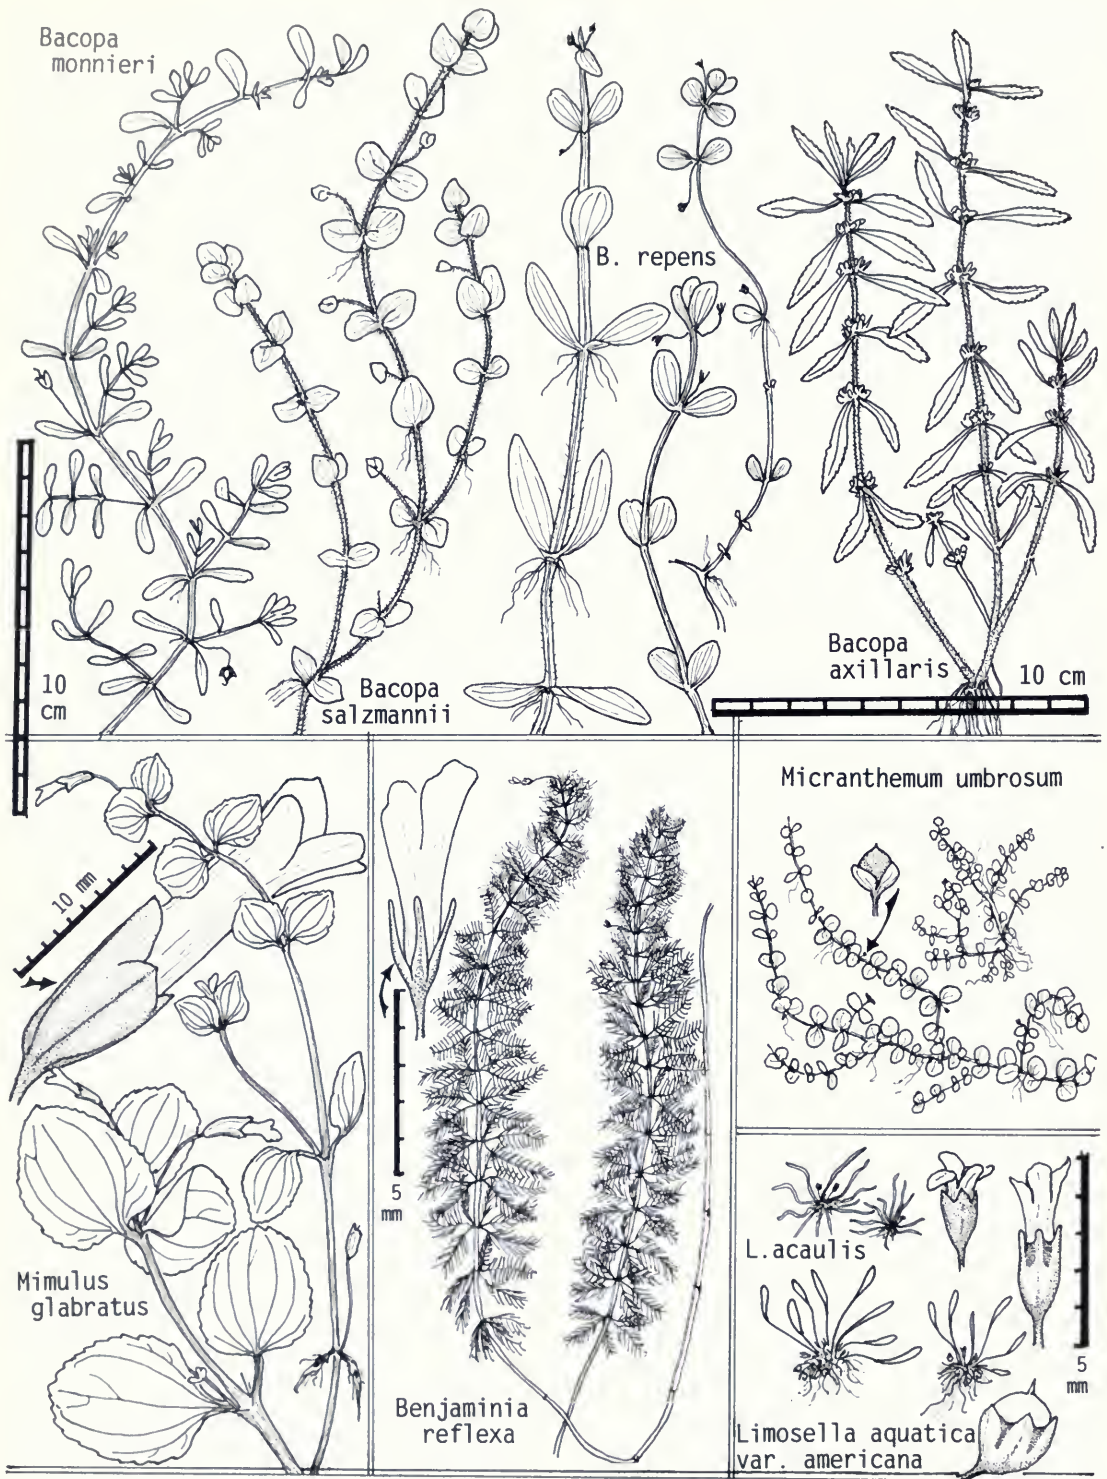 Bacopa
monnieri
B. repens
10
cm
Bacopa
salzmannii
Bacopa
axillaris
10 cm
Micranthemum umbrosum
10 mm
5
mm
Mimulus
glabratus
Benjaminia
reflexa
L.acaulis
5
mm
Limosella aquatica
var. americana